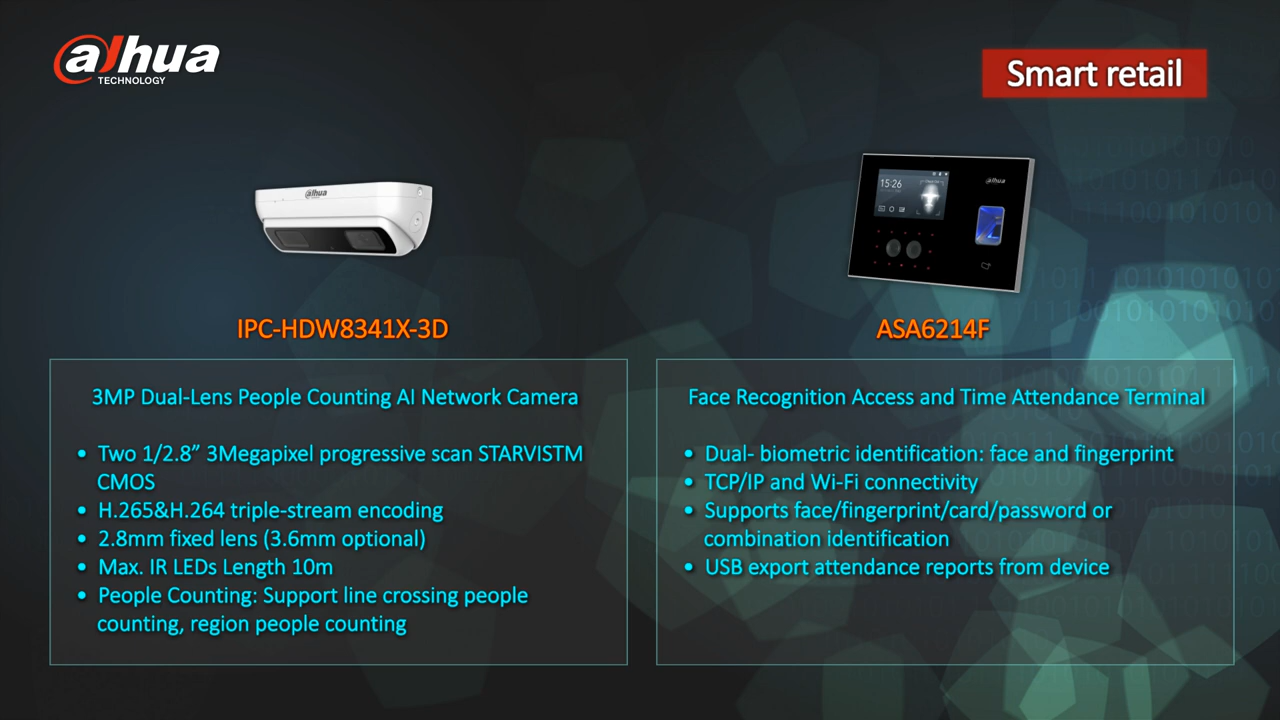 alhua
TECHNOLOGY
Smart retail
alhua
15:26
alhua
IPC-HDW8341X-3D
ASA6214F
3MP Dual-Lens People Counting AI Network Camera
• Two 1/2.8” 3Megapixel progressive scan STARVISTM
CMOS
• H.265&H.264 triple-stream encoding
• 2.8mm fixed lens (3.6mm optional)
• Max. IR LEDs Length 10m
• People Counting: Support line crossing people
counting, region people counting
Face Recognition Access and Time Attendance Terminal
• Dual- biometric identification: face and fingerprint
• TCP/IP and Wi-Fi connectivity
• Supports face/fingerprint/card/password or
combination identification
• USB export attendance reports from device